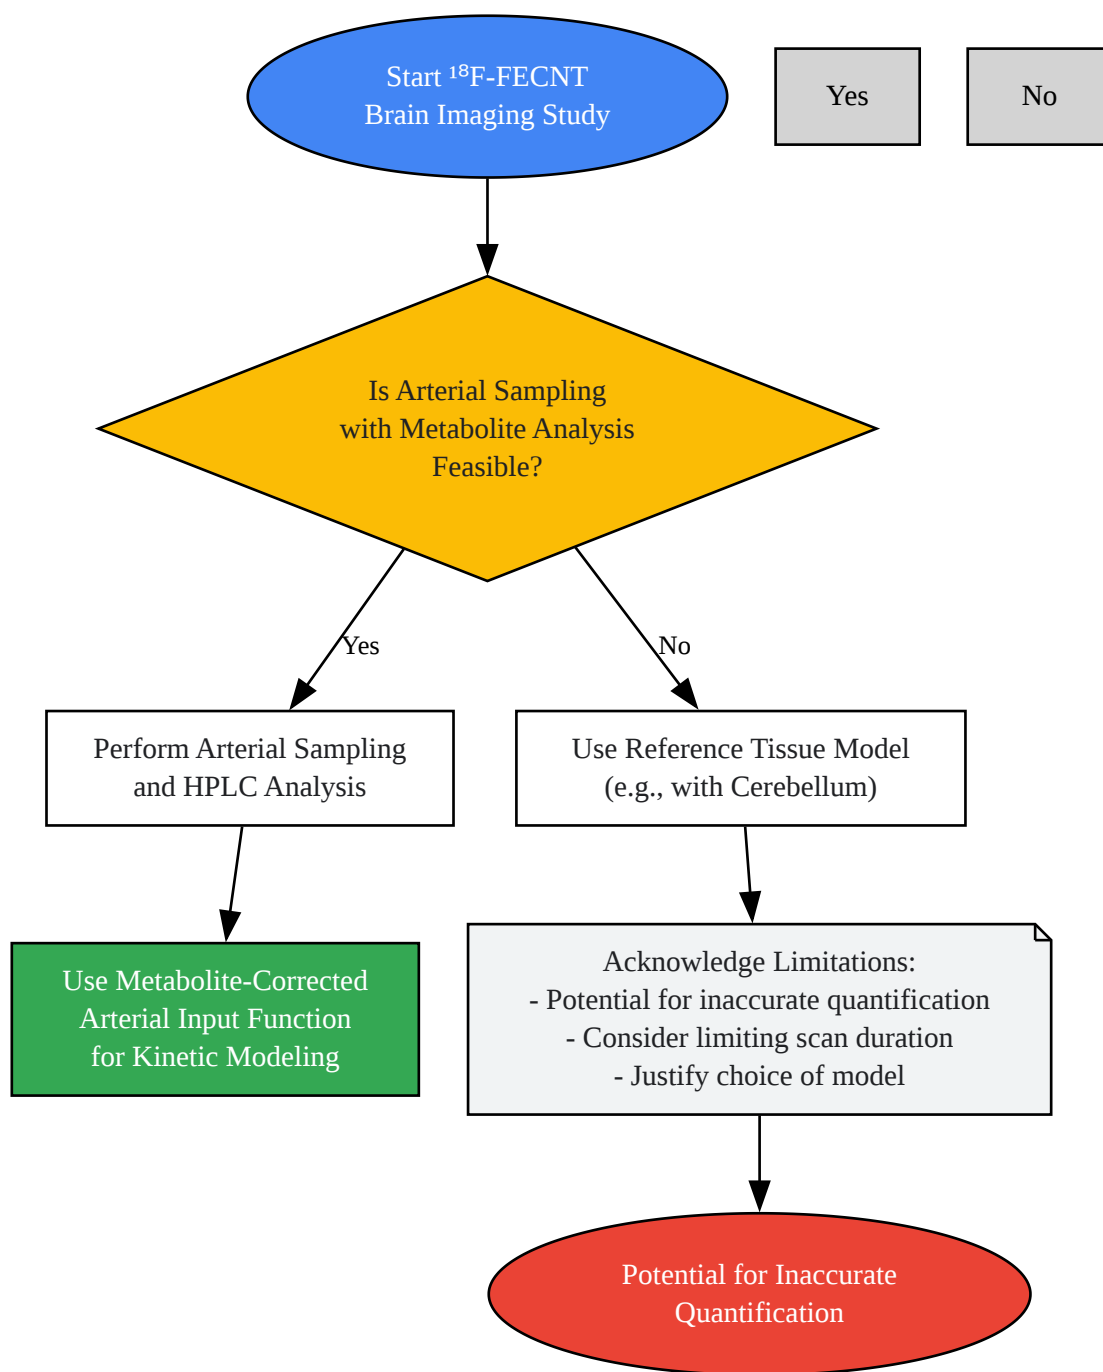 Start ¹⁸F-FECNT
Brain Imaging Study
Yes
No
Is Arterial Sampling
with Metabolite Analysis
Feasible?
Yes
No
Perform Arterial Sampling
and HPLC Analysis
Use Reference Tissue Model
(e.g., with Cerebellum)
Use Metabolite-Corrected
Arterial Input Function
for Kinetic Modeling
Acknowledge Limitations:
- Potential for inaccurate quantification
- Consider limiting scan duration
- Justify choice of model
Potential for Inaccurate
Quantification